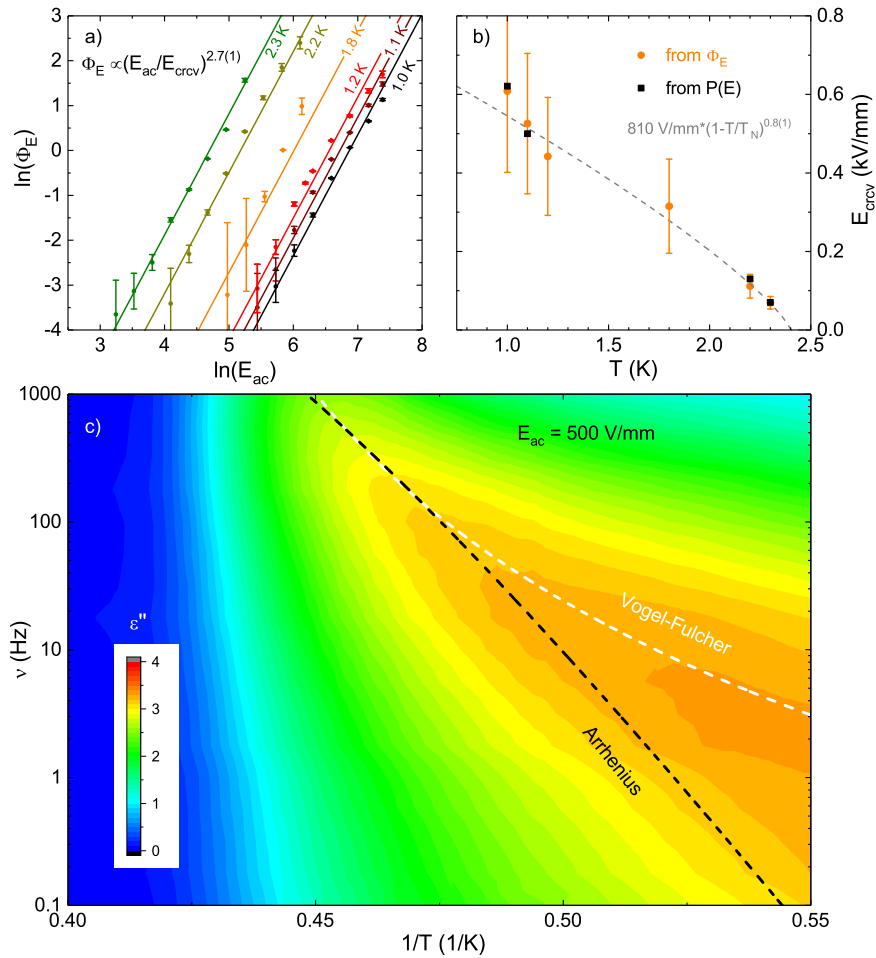 a)
Φ_E ∝(E_ac/E_crcv)^2.7(1)
2.3 K
2.2 K
1.8 K
1.2 K
1.1 K
1.0 K
3
2
1
0
-1
-2
-3
-4
ln(Φ_E)
3 4 5 6 7 8
ln(E_ac)
b)
from Φ_E
from P(E)
810 V/mm*(1-T/T_N)^0.8(1)
0.8
0.6
0.4
0.2
0.0
E_crcv (kV/mm)
1.0 1.5 2.0 2.5
T (K)
c)
E_ac = 500 V/mm
Vogel-Fulcher
Arrhenius
ε''
4
3
2
1
0
1000
100
10
1
0.1
ν (Hz)
0.40 0.45 0.50 0.55
1/T (1/K)